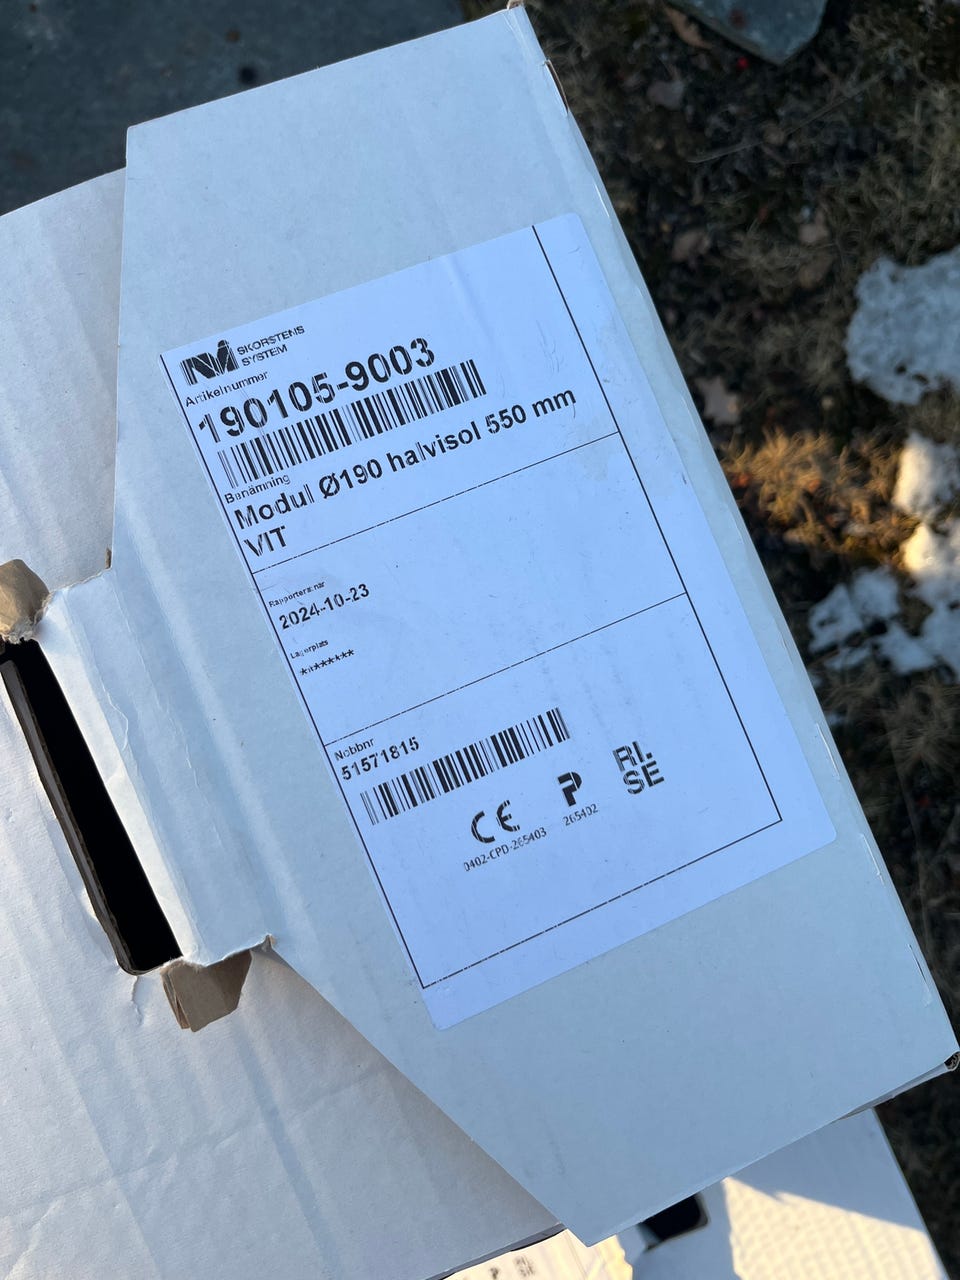 NVI SKORSTENS
SYSTEM
Artikelnummer
190105-9003
Benämning
Modul Ø190 halvisol 550 mm
VIT
2024-10-23
Lagerplats
********
Nobbnr
51571815
CE
P
RI.
SE
0402-CPD-265403
265402